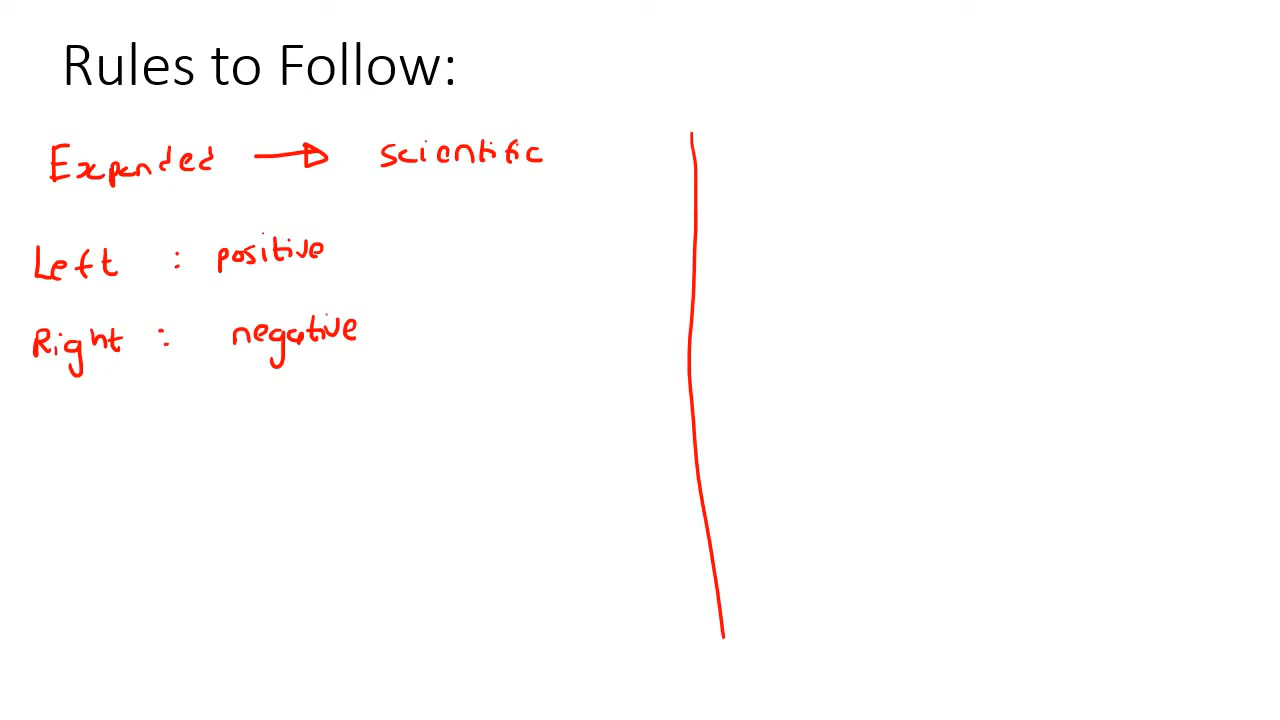 Rules to Follow:
Expanded → scientific
Left : positive
Right : negative